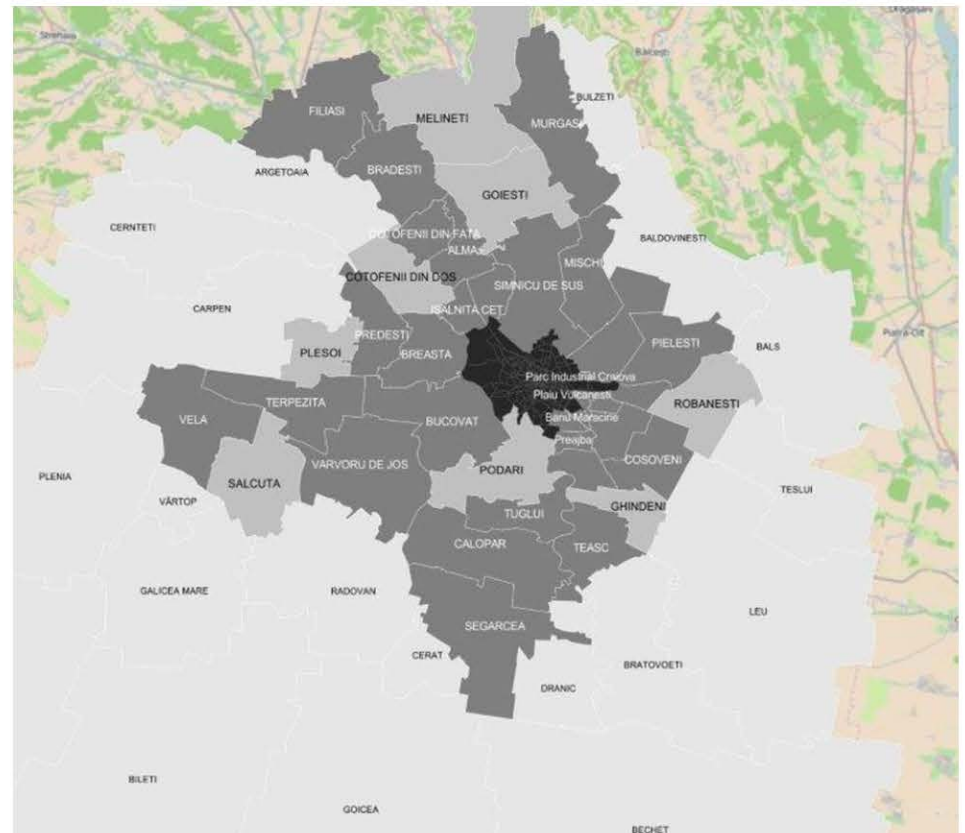 Strehaia
Balcesti
BULZETI
FILIASI
MELINETI
MURGASI
ARGETOAIA
BRADESTI
GOIESTI
CERNTETI
COTOFENII DIN FATA
BALDOVINESTI
ALMAJ
MISCHII
COTOFENII DIN DOS
SIMNICU DE SUS
CARPEN
ISALNITA CET
PREDESTI
PIELESTI
BALS
PLESOI
BREASTA
Parc Industrial Craiova
Plaiu Vulcanesti
TERPEZITA
ROBANESTI
VELA
BUCOVAT
Banu Maracine
Preajba
COSOVENI
VARVORU DE JOS
PODARI
PLENIA
SALCUTA
TESLUI
VÂRTOP
GHINDENI
TUGLUI
CALOPAR
TEASC
GALICEA MARE
RADOVAN
LEU
SEGARCEA
CERAT
BRATOVOETI
DRANIC
BILETI
GOICEA
BECHET